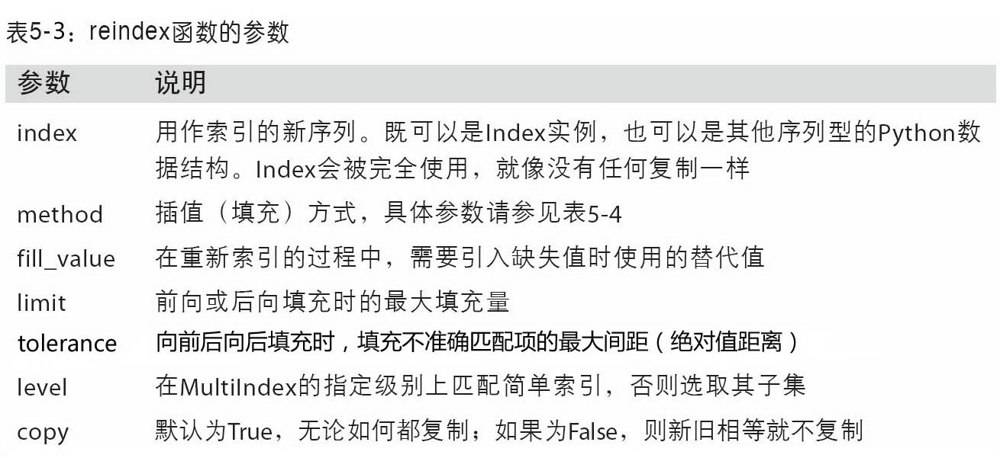 表5-3：reindex函数的参数
参数 说明
index 用作索引的新序列。既可以是Index实例，也可以是其他序列型的Python数
据结构。Index会被完全使用，就像没有任何复制一样
method 插值（填充）方式，具体参数请参见表5-4
fill_value 在重新索引的过程中，需要引入缺失值时使用的替代值
limit 前向或后向填充时的最大填充量
tolerance 向前后向后填充时，填充不准确匹配项的最大间距（绝对值距离）
level 在MultiIndex的指定级别上匹配简单索引，否则选取其子集
copy 默认为True，无论如何都复制；如果为False，则新旧相等就不复制